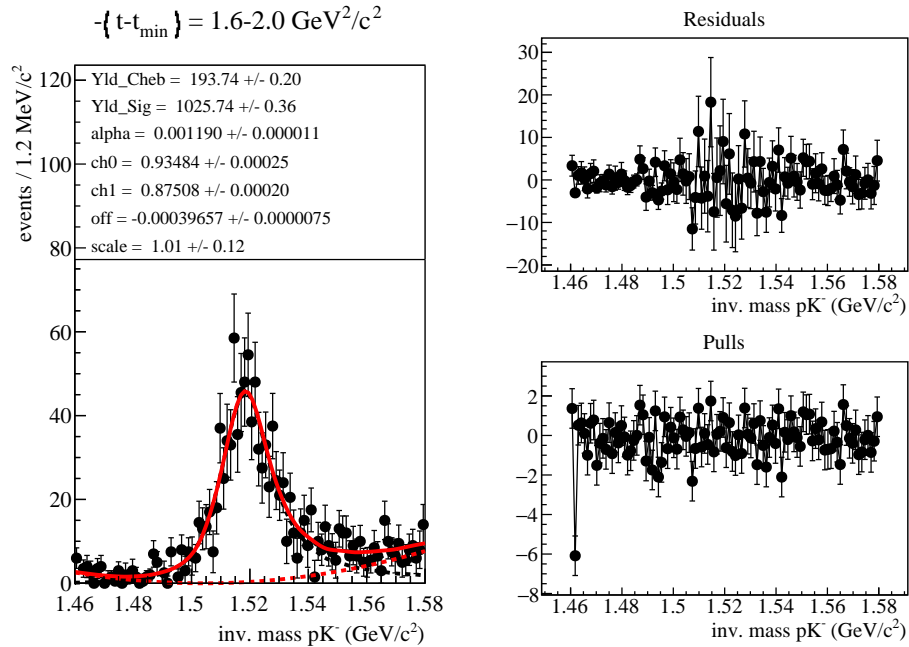 -(t-t_min) = 1.6-2.0 GeV²/c²
events / 1.2 MeV/c²
120
100
80
60
40
20
0
Yld_Cheb = 193.74 +/- 0.20
Yld_Sig = 1025.74 +/- 0.36
alpha = 0.001190 +/- 0.000011
ch0 = 0.93484 +/- 0.00025
ch1 = 0.87508 +/- 0.00020
off = -0.00039657 +/- 0.0000075
scale = 1.01 +/- 0.12
1.46 1.48 1.5 1.52 1.54 1.56 1.58
inv. mass pK⁻ (GeV/c²)
Residuals
30
20
10
0
−10
−20
1.46 1.48 1.5 1.52 1.54 1.56 1.58
inv. mass pK⁻ (GeV/c²)
Pulls
2
0
−2
−4
−6
−8
1.46 1.48 1.5 1.52 1.54 1.56 1.58
inv. mass pK⁻ (GeV/c²)